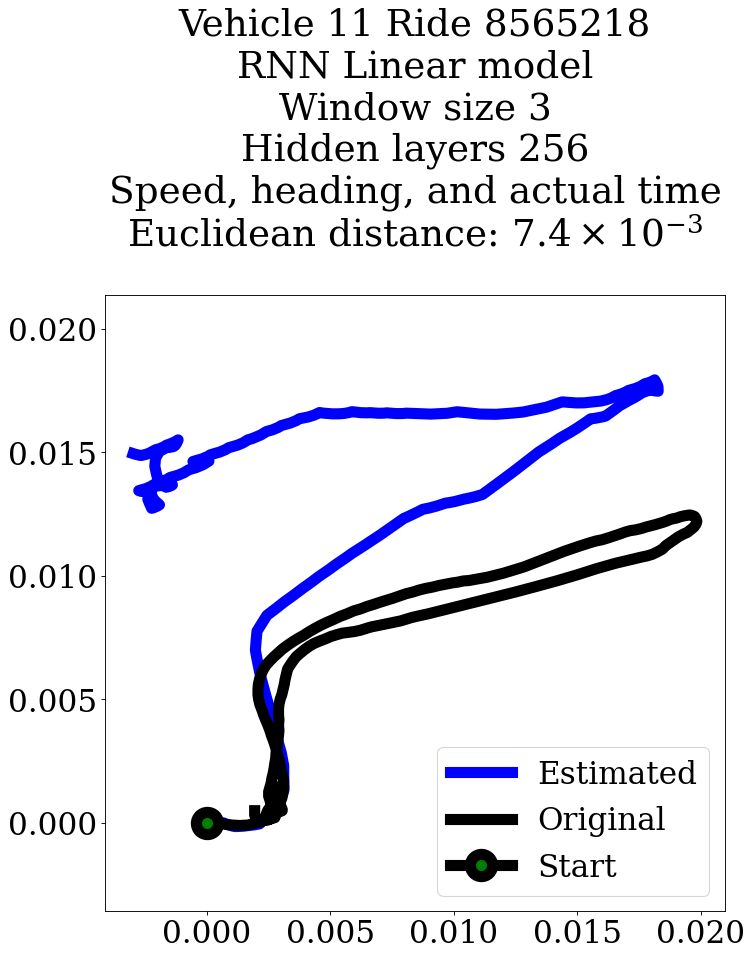 Vehicle 11 Ride 8565218
RNN Linear model
Window size 3
Hidden layers 256
Speed, heading, and actual time
Euclidean distance: 7.4 × 10⁻³
0.020
0.015
0.010
0.005
0.000
Estimated
Original
Start
0.000 0.005 0.010 0.015 0.020